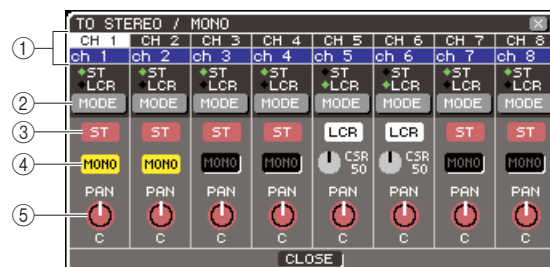 TO STEREO / MONO
CH 1 CH 2 CH 3 CH 4 CH 5 CH 6 CH 7 CH 8
① ch 1 ch 2 ch 3 ch 4 ch 5 ch 6 ch 7 ch 8
ST ST ST ST ST ST ST ST
LCR LCR LCR LCR LCR LCR LCR LCR
② MODE MODE MODE MODE MODE MODE MODE MODE
③ ST ST ST ST LCR LCR ST ST
④ MONO MONO MONO MONO CSR 50 CSR 50 MONO MONO
PAN PAN PAN PAN PAN PAN PAN PAN
⑤ C C C C C C C C
CLOSE